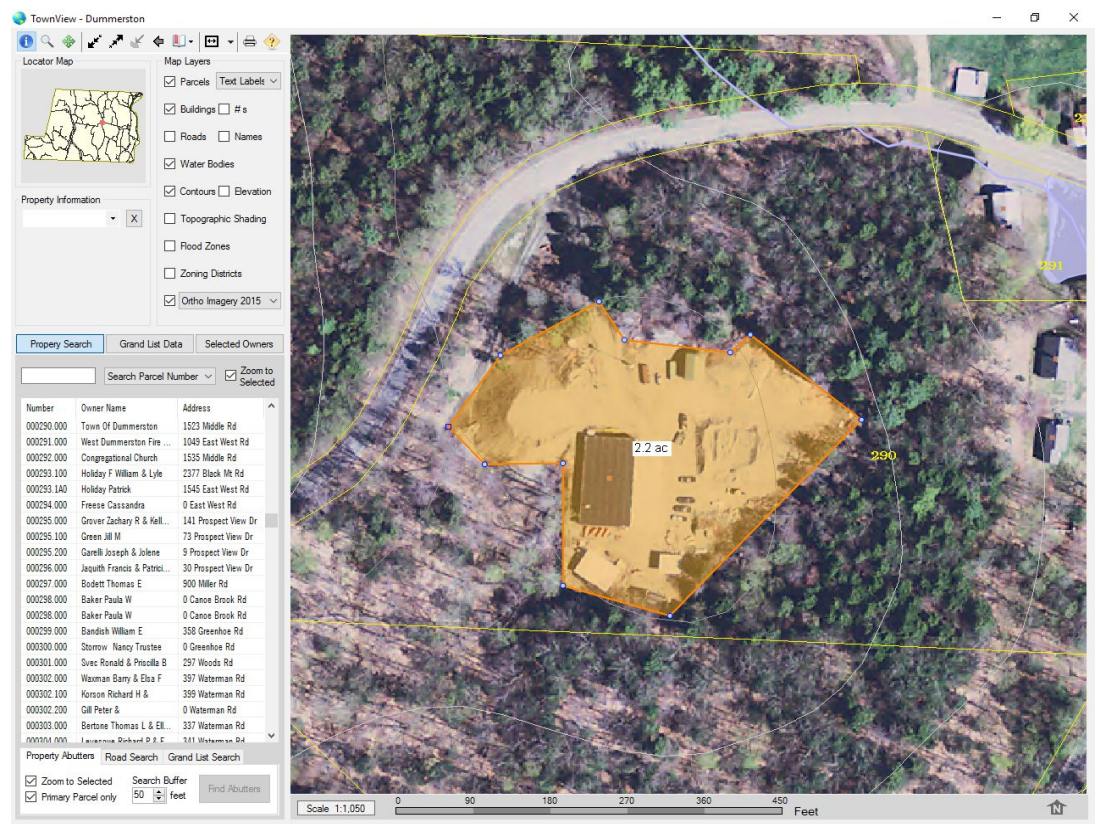 TownView - Dummerston
Locator Map
Map Layers
Parcels Text Labels
Buildings # s
Roads Names
Water Bodies
Contours Elevation
Topographic Shading
Flood Zones
Zoning Districts
Ortho Imagery 2015
Property Information
X
Propery Search Grand List Data Selected Owners
Search Parcel Number Zoom to Selected
Number Owner Name Address
000290.000 Town Of Dummerston 1523 Middle Rd
000291.000 West Dummerston Fire ... 1049 East West Rd
000292.000 Congregational Church 1535 Middle Rd
000293.100 Holiday F William & Lyle 2377 Black Mt Rd
000293.1A0 Holiday Patrick 1545 East West Rd
000294.000 Freese Cassandra 0 East West Rd
000295.000 Grover Zachary R & Kell... 141 Prospect View Dr
000295.100 Green Jill M 73 Prospect View Dr
000295.200 Garelli Joseph & Jolene 9 Prospect View Dr
000296.000 Jaquith Francis & Patrici... 30 Prospect View Dr
000297.000 Bodett Thomas E 900 Miller Rd
000298.000 Baker Paula W 0 Canoe Brook Rd
000298.000 Baker Paula W 0 Canoe Brook Rd
000299.000 Bandish William E 358 Greenhoe Rd
000300.000 Storrow Nancy Trustee 0 Greenhoe Rd
000301.000 Svec Ronald & Priscilla B 297 Woods Rd
000302.000 Waxman Barry & Elsa F 397 Waterman Rd
000302.100 Korson Richard H & 399 Waterman Rd
000302.200 Gill Peter & 0 Waterman Rd
000303.000 Bertone Thomas L & Ell... 337 Waterman Rd
000304.000 Levesque Richard P & F 341 Waterman Rd
Property Abutters Road Search Grand List Search
Zoom to Selected
Primary Parcel only
Search Buffer
50 feet
Find Abutters
291
2.2 ac
290
Scale 1:1,050
0 90 180 270 360 450
Feet
N